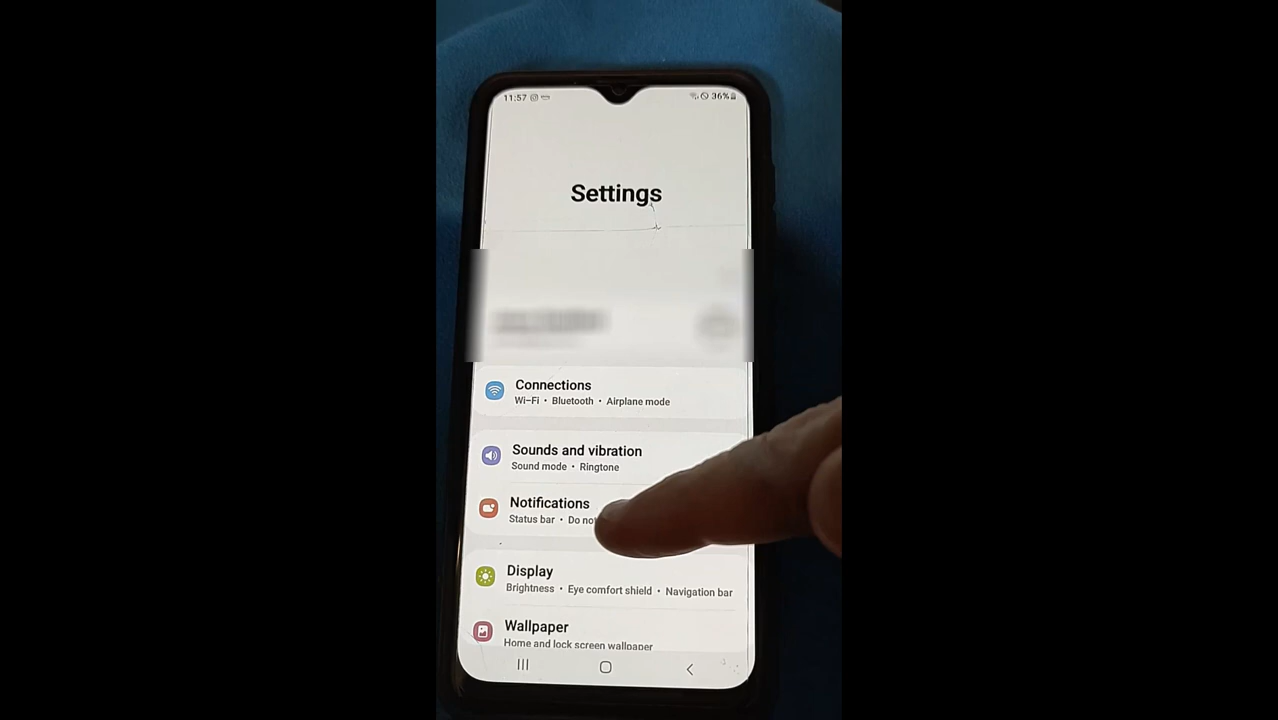 11:57
36%
Settings
Connections
Wi-Fi • Bluetooth • Airplane mode
Sounds and vibration
Sound mode • Ringtone
Notifications
Status bar • Do not
Display
Brightness • Eye comfort shield • Navigation bar
Wallpaper
Home and lock screen wallpaper